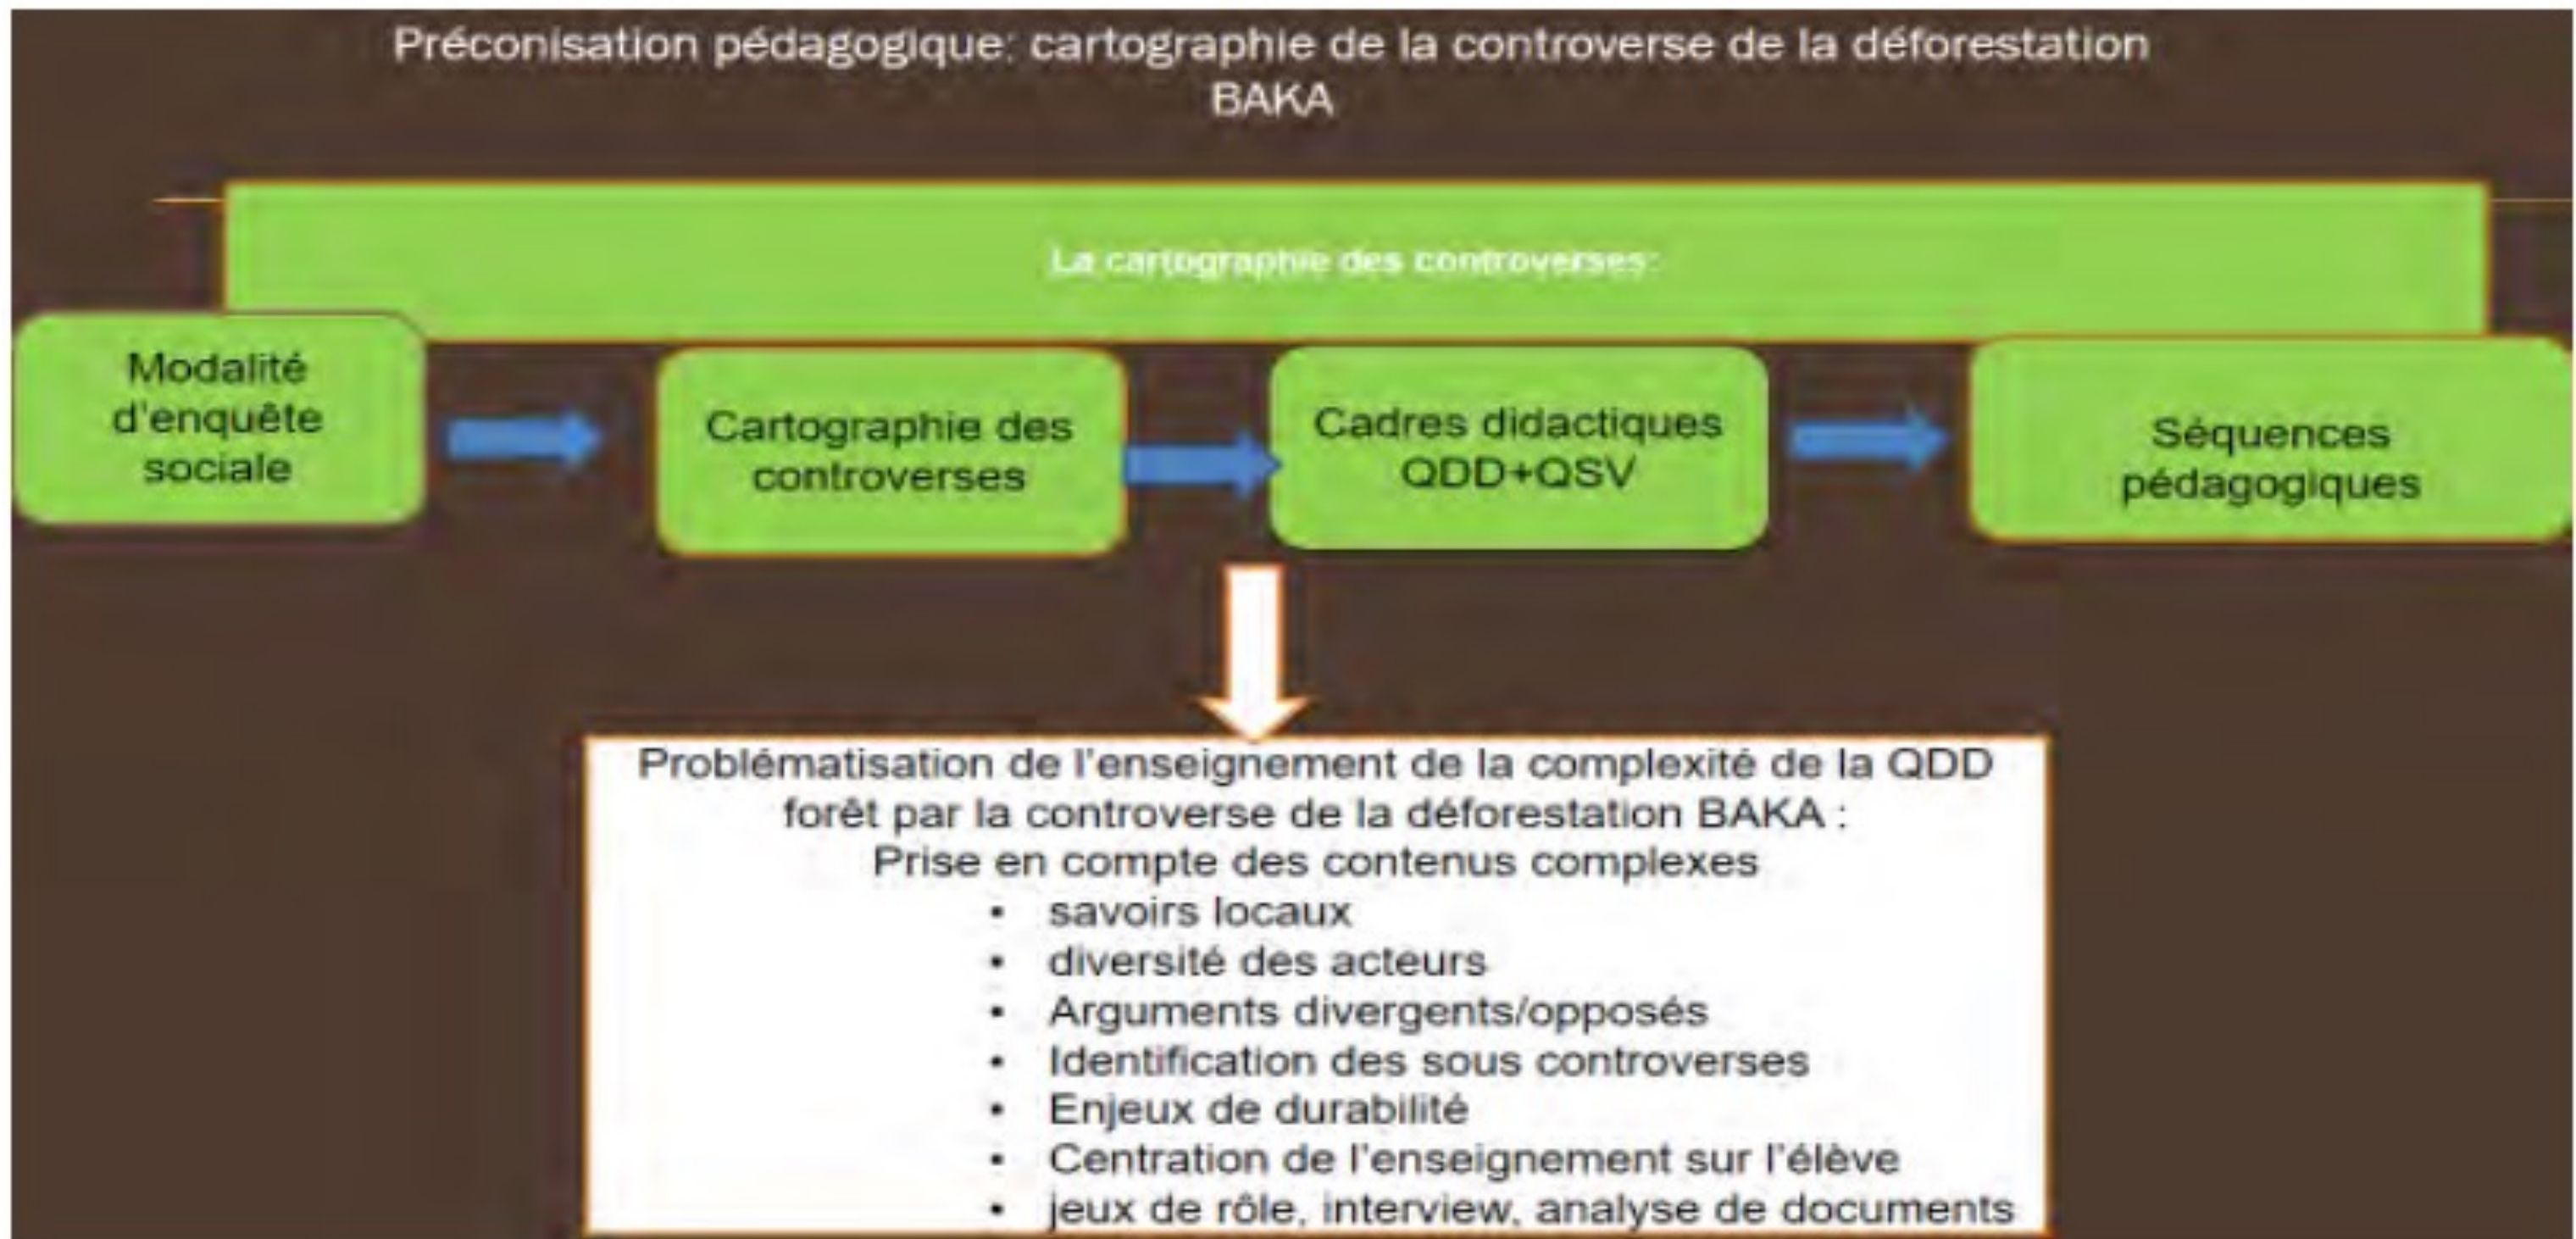 Préconisation pédagogique: cartographie de la controverse de la déforestation
BAKA
La cartographie des controverses:
Modalité
d'enquête
sociale
Cartographie des
controverses
Cadres didactiques
QDD+QSV
Séquences
pédagogiques
Problématisation de l'enseignement de la complexité de la QDD
forêt par la controverse de la déforestation BAKA :
Prise en compte des contenus complexes
• savoirs locaux
• diversité des acteurs
• Arguments divergents/opposés
• Identification des sous controverses
• Enjeux de durabilité
• Centration de l'enseignement sur l'élève
• jeux de rôle, interview, analyse de documents